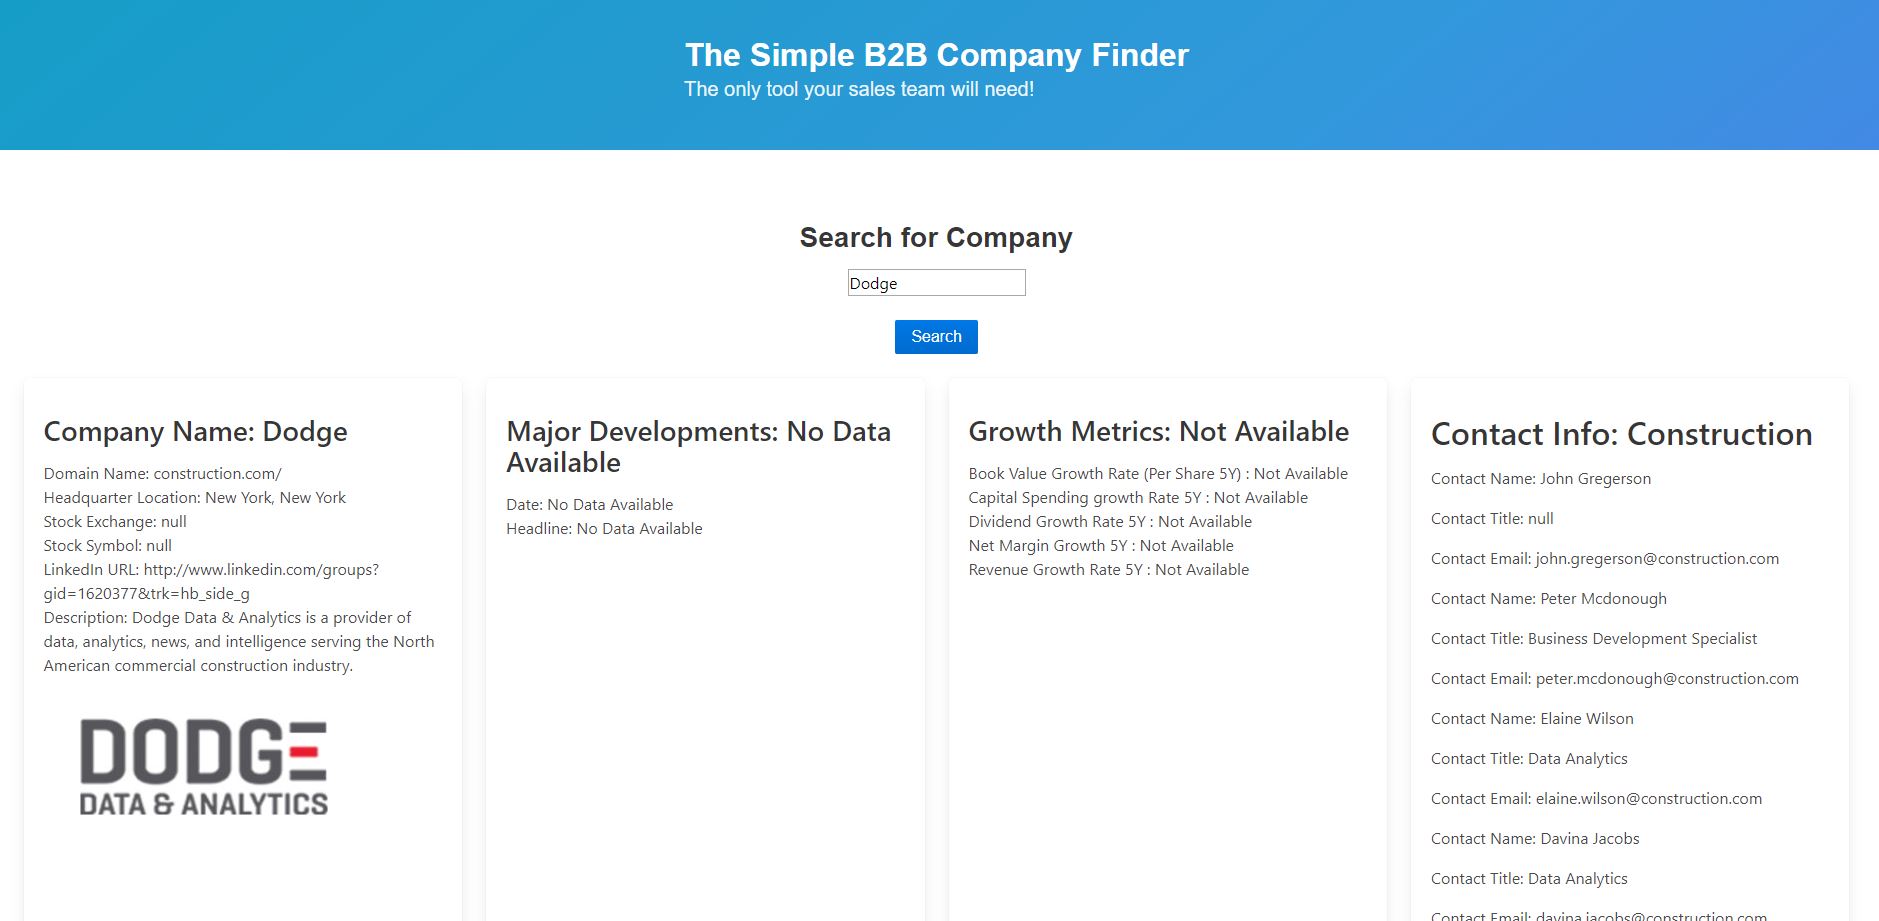 The Simple B2B Company Finder
The only tool your sales team will need!
Search for Company
Dodge
Search
Company Name: Dodge
Domain Name: construction.com/
Headquarter Location: New York, New York
Stock Exchange: null
Stock Symbol: null
LinkedIn URL: http://www.linkedin.com/groups?
gid=1620377&trk=hb_side_g
Description: Dodge Data & Analytics is a provider of
data, analytics, news, and intelligence serving the North
American commercial construction industry.
DODGE
DATA & ANALYTICS
Major Developments: No Data
Available
Date: No Data Available
Headline: No Data Available
Growth Metrics: Not Available
Book Value Growth Rate (Per Share 5Y) : Not Available
Capital Spending growth Rate 5Y : Not Available
Dividend Growth Rate 5Y : Not Available
Net Margin Growth 5Y : Not Available
Revenue Growth Rate 5Y : Not Available
Contact Info: Construction
Contact Name: John Gregerson
Contact Title: null
Contact Email: john.gregerson@construction.com
Contact Name: Peter Mcdonough
Contact Title: Business Development Specialist
Contact Email: peter.mcdonough@construction.com
Contact Name: Elaine Wilson
Contact Title: Data Analytics
Contact Email: elaine.wilson@construction.com
Contact Name: Davina Jacobs
Contact Title: Data Analytics
Contact Email: davina.jacobs@construction.com